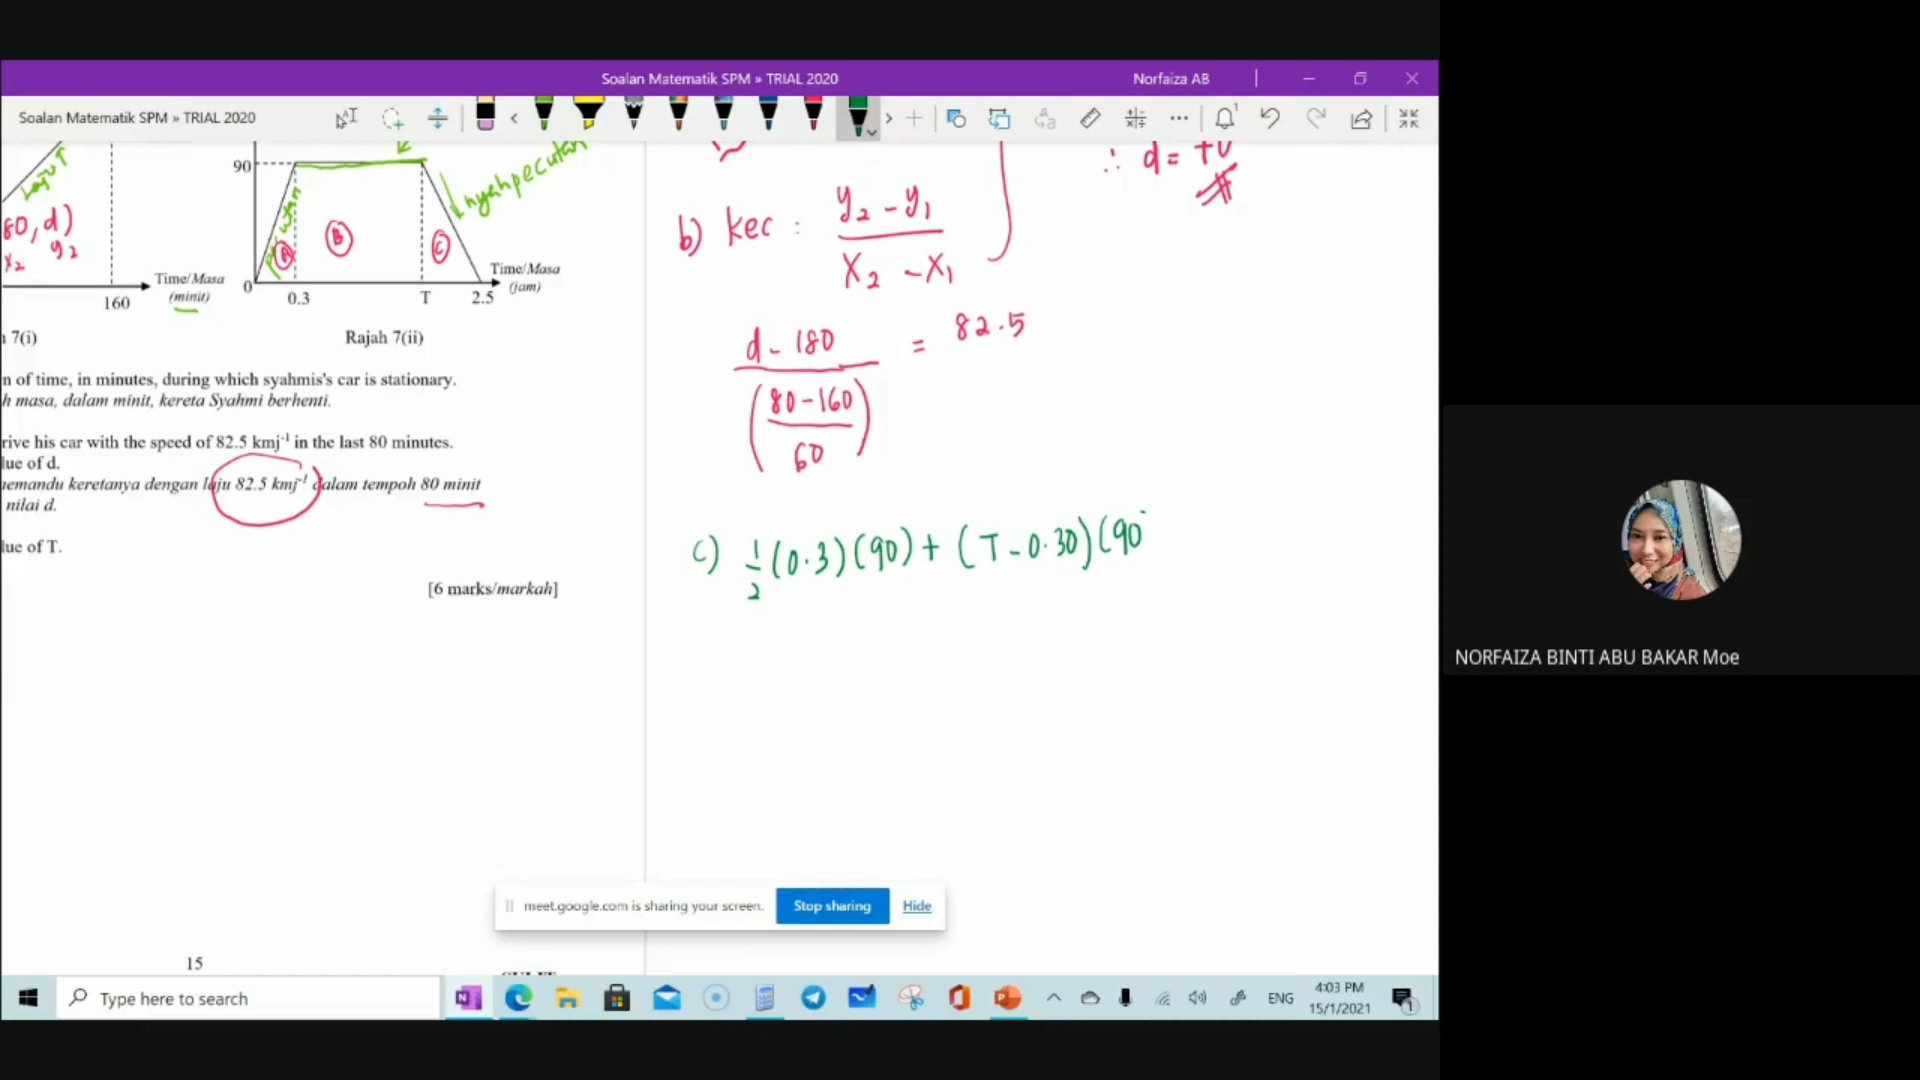 Soalan Matematik SPM » TRIAL 2020
Norfaiza AB
Soalan Matematik SPM » TRIAL 2020
Laju ↑
80, d)
x₂ y₂
160
Time/Masa
(minit)
7(i)
90
0
0.3
T
2.5
Time/Masa
(jam)
A
B
C
nyahpecutan
Rajah 7(ii)
n of time, in minutes, during which syahmis's car is stationary.
h masa, dalam minit, kereta Syahmi berhenti.
rive his car with the speed of 82.5 kmj⁻¹ in the last 80 minutes.
lue of d.
nemandu keretanya dengan laju 82.5 kmj⁻¹ dalam tempoh 80 minit
nilai d.
lue of T.
[6 marks/markah]
15
∴ d = 70
b) Kec : y₂ - y₁
x₂ - x₁
d - 180 = 82.5
(80 - 160
60)
c) 1/2 (0.3)(90) + (T - 0.30)(90
meet.google.com is sharing your screen.
Stop sharing
Hide
NORFAIZA BINTI ABU BAKAR Moe
Type here to search
ENG
4:03 PM
15/1/2021